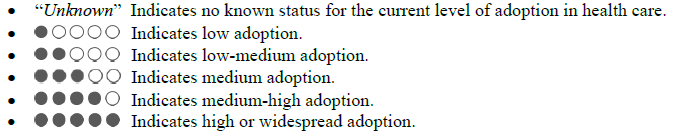 • “Unknown” Indicates no known status for the current level of adoption in health care.
• ●○○○○ Indicates low adoption.
• ●●○○○ Indicates low-medium adoption.
• ●●●○○ Indicates medium adoption.
• ●●●●○ Indicates medium-high adoption.
• ●●●●● Indicates high or widespread adoption.